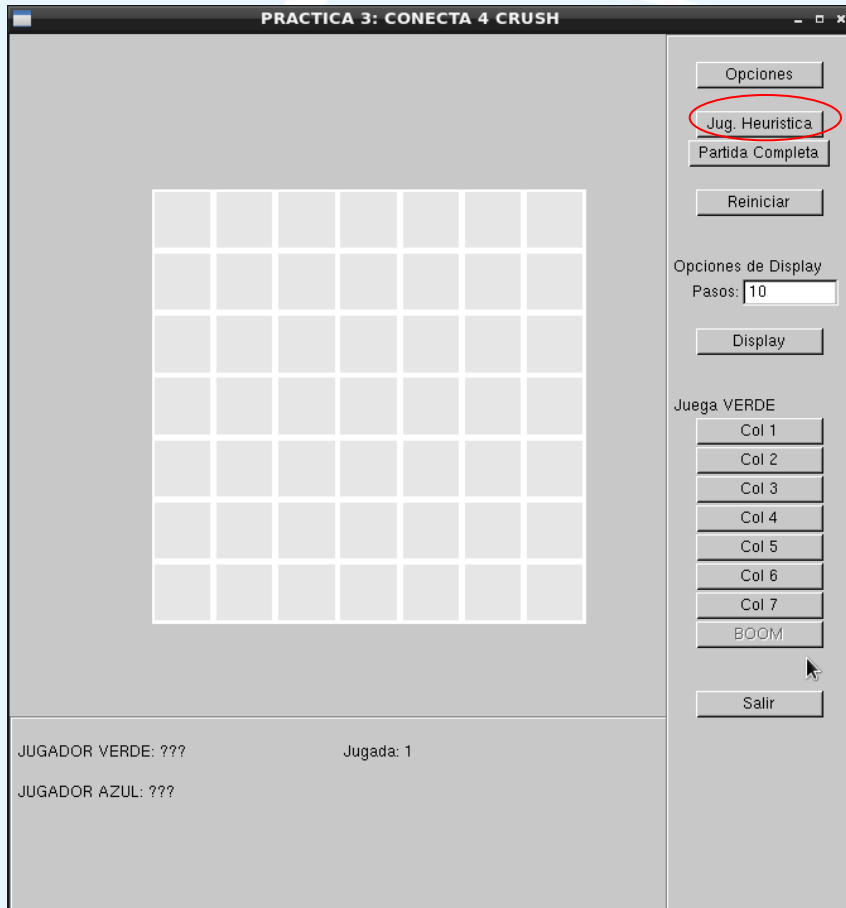 PRACTICA 3: CONECTA 4 CRUSH
Opciones
Jug. Heuristica
Partida Completa
Reiniciar
Opciones de Display
Pasos: 10
Display
Juega VERDE
Col 1
Col 2
Col 3
Col 4
Col 5
Col 6
Col 7
BOOM
Salir
JUGADOR VERDE: ??? Jugada: 1
JUGADOR AZUL: ???